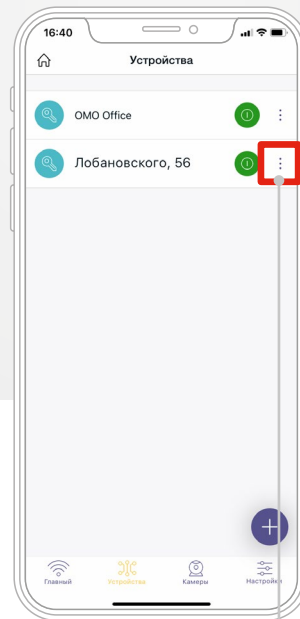 16:40
Устройства
OMO Office
Лобановского, 56
Главный
Устройства
Камеры
Настройки